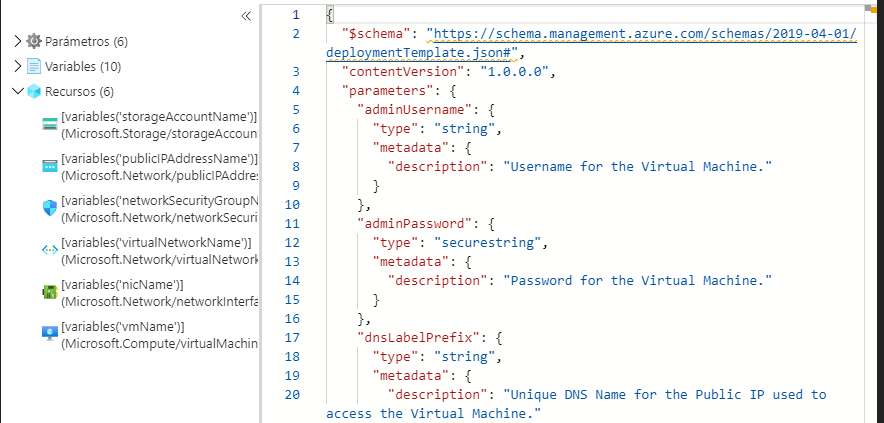 «
Parámetros (6)
Variables (10)
Recursos (6)
[variables('storageAccountName')]
(Microsoft.Storage/storageAccoun
[variables('publicIPAddressName')]
(Microsoft.Network/publicIPAddre
[variables('networkSecurityGroupN
(Microsoft.Network/networkSecuri
[variables('virtualNetworkName')]
(Microsoft.Network/virtualNetwork
[variables('nicName')]
(Microsoft.Network/networkInterfa
[variables('vmName')]
(Microsoft.Compute/virtualMachin
1 {
2 "$schema": "https://schema.management.azure.com/schemas/2019-04-01/
deploymentTemplate.json#",
3 "contentVersion": "1.0.0.0",
4 "parameters": {
5 "adminUsername": {
6 "type": "string",
7 "metadata": {
8 "description": "Username for the Virtual Machine."
9 }
10 },
11 "adminPassword": {
12 "type": "securestring",
13 "metadata": {
14 "description": "Password for the Virtual Machine."
15 }
16 },
17 "dnsLabelPrefix": {
18 "type": "string",
19 "metadata": {
20 "description": "Unique DNS Name for the Public IP used to
access the Virtual Machine."